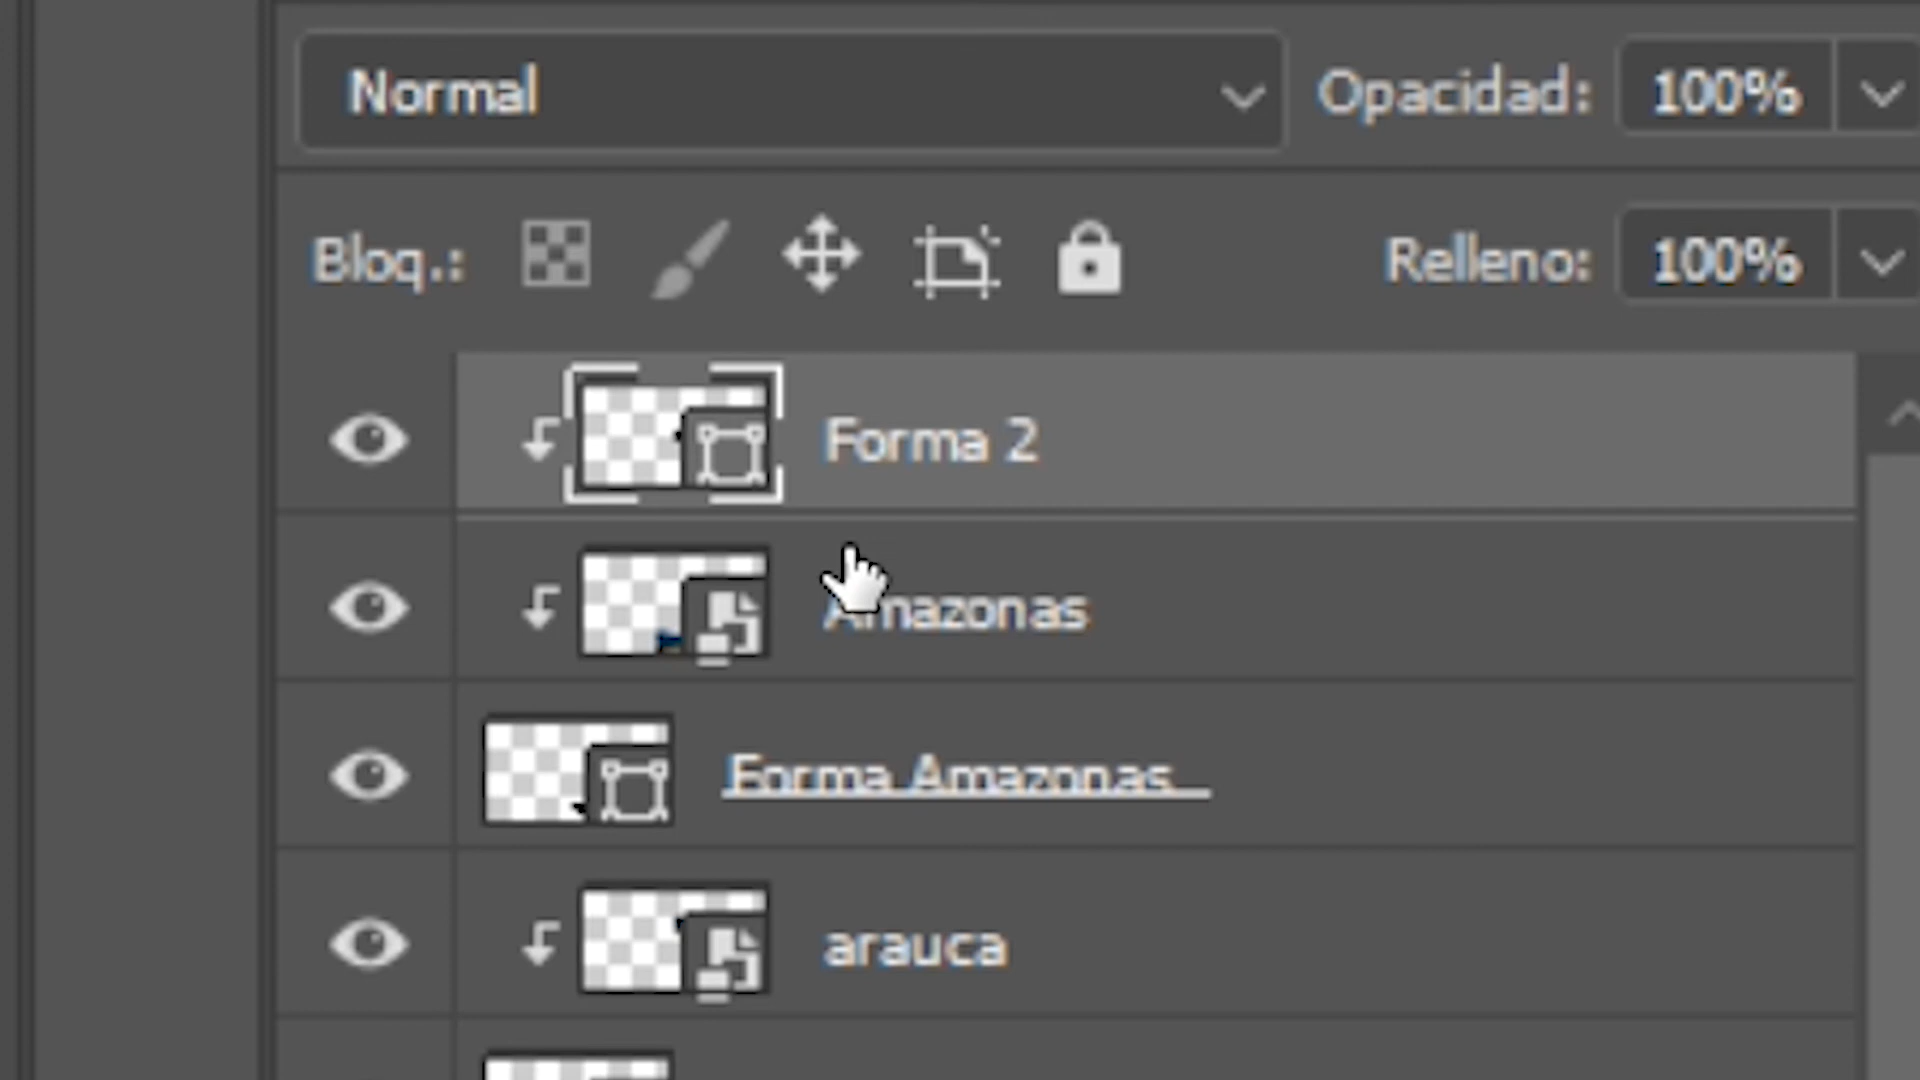 Normal
Opacidad: 100%
Bloq.:
Relleno: 100%
Forma 2
Amazonas
Forma Amazonas
arauca